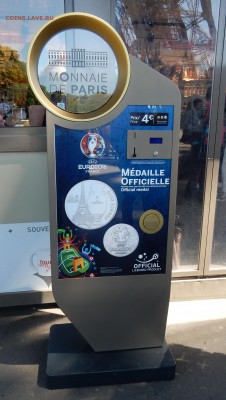 COINS.LAVE.RU
MONNAIE
DE PARIS
Prix/
4€
UEFA
EURO2016
FRANCE
MÉDAILLE
OFFICIELLE
Official medal
OFFICIAL
LICENSED PRODUCT
SOUVE